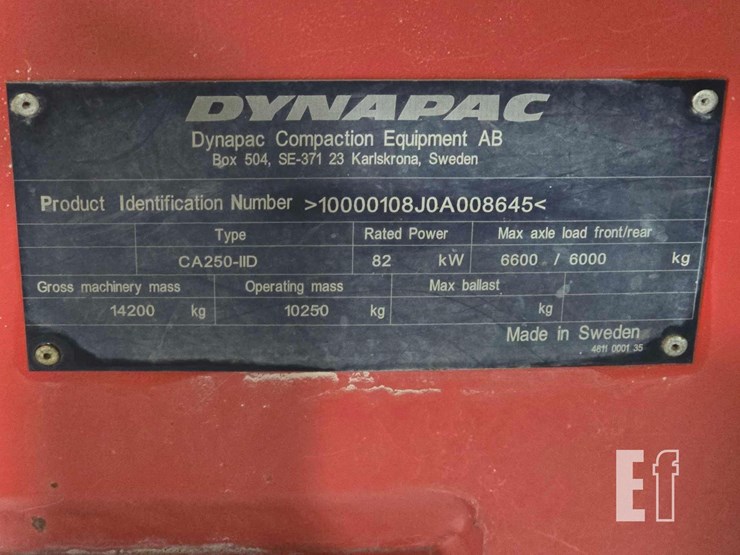 DYNAPAC
Dynapac Compaction Equipment AB
Box 504, SE-371 23 Karlskrona, Sweden
Product Identification Number >10000108J0A008645<
Type Rated Power Max axle load front/rear
CA250-IID 82 kW 6600 / 6000 kg
Gross machinery mass Operating mass Max ballast
14200 kg 10250 kg kg
Made in Sweden
4811 0001 35
Ef